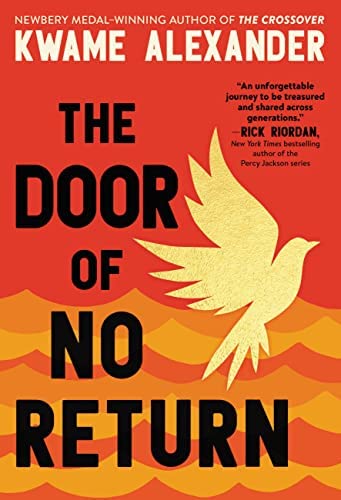 NEWBERY MEDAL–WINNING AUTHOR OF THE CROSSOVER
KWAME ALEXANDER
THE
DOOR
OF
NO
RETURN
"An unforgettable
journey to be treasured
and shared across
generations."
—RICK RIORDAN,
New York Times bestselling
author of the
Percy Jackson series